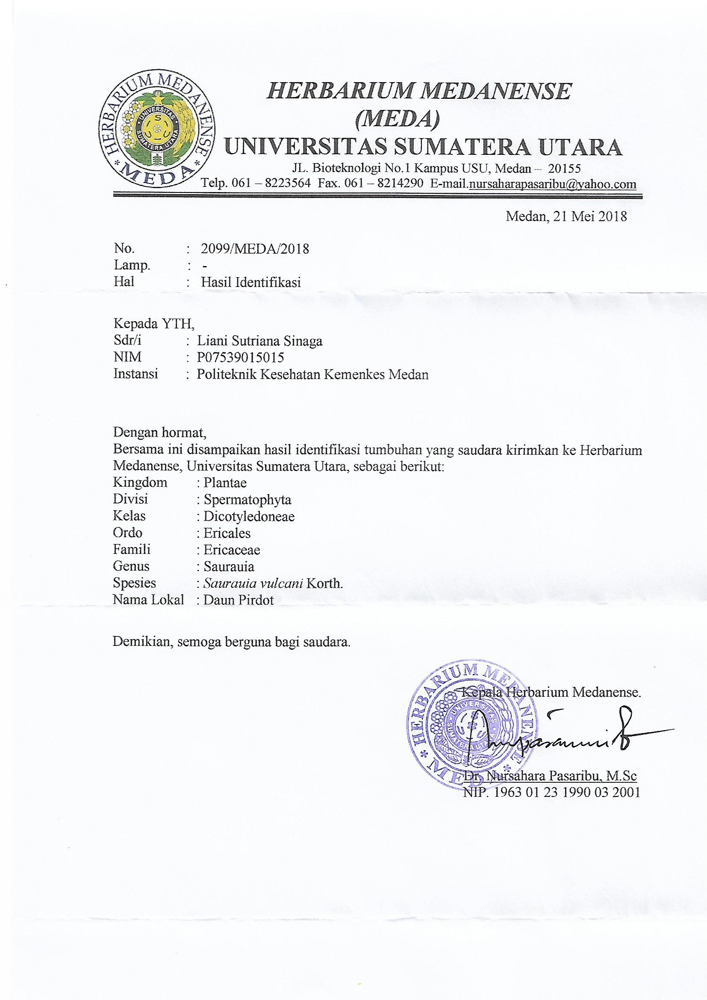 HERBARIUM MEDANENSE
* MEDA *
UNIVERSITAS
SUMATERA UTARA
HERBARIUM MEDANENSE
(MEDA)
UNIVERSITAS SUMATERA UTARA
JL. Bioteknologi No.1 Kampus USU, Medan – 20155
Telp. 061 – 8223564 Fax. 061 – 8214290 E-mail.nursaharapasaribu@yahoo.com
Medan, 21 Mei 2018
No. : 2099/MEDA/2018
Lamp. : -
Hal : Hasil Identifikasi
Kepada YTH,
Sdr/i : Liani Sutriana Sinaga
NIM : P07539015015
Instansi : Politeknik Kesehatan Kemenkes Medan
Dengan hormat,
Bersama ini disampaikan hasil identifikasi tumbuhan yang saudara kirimkan ke Herbarium
Medanense, Universitas Sumatera Utara, sebagai berikut:
Kingdom : Plantae
Divisi : Spermatophyta
Kelas : Dicotyledoneae
Ordo : Ericales
Famili : Ericaceae
Genus : Saurauia
Spesies : Saurauia vulcani Korth.
Nama Lokal : Daun Pirdot
Demikian, semoga berguna bagi saudara.
Kepala Herbarium Medanense.
HERBARIUM MEDANENSE
* MEDA *
UNIVERSITAS
SUMATERA UTARA
Dr. Nursahara Pasaribu, M.Sc
NIP. 1963 01 23 1990 03 2001